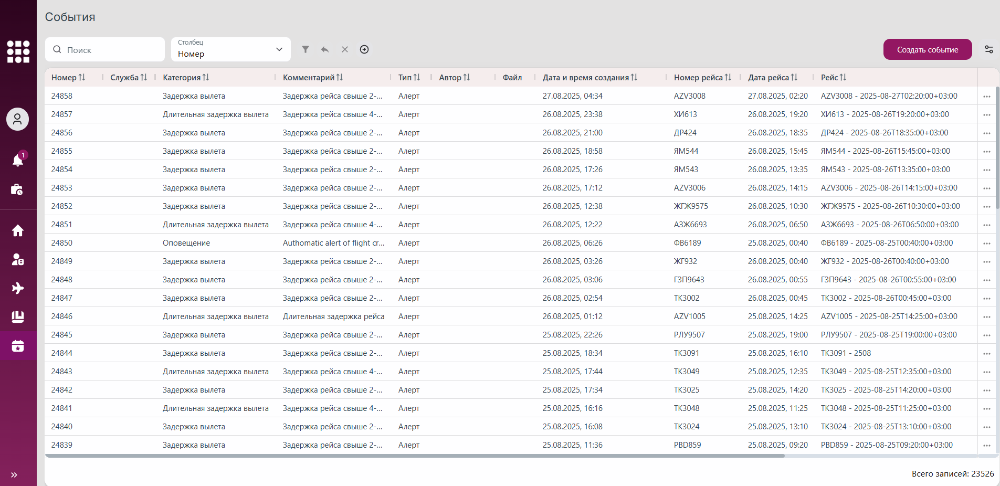 События
Поиск
Столбец
Номер
Создать событие
1
Номер Служба Категория Комментарий Тип Автор Файл Дата и время создания Номер рейса Дата рейса Рейс
24858 Задержка вылета Задержка рейса свыше 2-... Алерт 27.08.2025, 04:34 AZV3008 27.08.2025, 02:20 AZV3008 - 2025-08-27T02:20:00+03:00
24857 Длительная задержка вылета Задержка рейса свыше 4-... Алерт 26.08.2025, 23:38 ХИ613 26.08.2025, 19:20 ХИ613 - 2025-08-26T19:20:00+03:00
24856 Задержка вылета Задержка рейса свыше 2-... Алерт 26.08.2025, 21:00 ДР424 26.08.2025, 18:35 ДР424 - 2025-08-26T18:35:00+03:00
24855 Задержка вылета Задержка рейса свыше 2-... Алерт 26.08.2025, 18:58 ЯМ544 26.08.2025, 15:45 ЯМ544 - 2025-08-26T15:45:00+03:00
24854 Задержка вылета Задержка рейса свыше 2-... Алерт 26.08.2025, 17:26 ЯМ543 26.08.2025, 13:35 ЯМ543 - 2025-08-26T13:35:00+03:00
24853 Задержка вылета Задержка рейса свыше 2-... Алерт 26.08.2025, 17:12 AZV3006 26.08.2025, 14:15 AZV3006 - 2025-08-26T14:15:00+03:00
24852 Задержка вылета Задержка рейса свыше 2-... Алерт 26.08.2025, 12:38 ЖГЖ9575 26.08.2025, 10:30 ЖГЖ9575 - 2025-08-26T10:30:00+03:00
24851 Длительная задержка вылета Задержка рейса свыше 4-... Алерт 26.08.2025, 12:22 АЗЖ6693 26.08.2025, 06:50 АЗЖ6693 - 2025-08-26T06:50:00+03:00
24850 Оповещение Authomatic alert of flight cr... Алерт 26.08.2025, 06:26 ФВ6189 25.08.2025, 00:40 ФВ6189 - 2025-08-25T00:40:00+03:00
24849 Задержка вылета Задержка рейса свыше 2-... Алерт 26.08.2025, 03:26 ЖГ932 26.08.2025, 00:40 ЖГ932 - 2025-08-26T00:40:00+03:00
24848 Задержка вылета Задержка рейса свыше 2-... Алерт 26.08.2025, 03:06 ГЗП9643 26.08.2025, 00:55 ГЗП9643 - 2025-08-26T00:55:00+03:00
24847 Задержка вылета Задержка рейса свыше 2-... Алерт 26.08.2025, 02:54 ТК3002 26.08.2025, 00:45 ТК3002 - 2025-08-26T00:45:00+03:00
24846 Длительная задержка вылета Длительная задержка рейса Алерт 26.08.2025, 01:12 AZV1005 25.08.2025, 14:25 AZV1005 - 2025-08-25T14:25:00+03:00
24845 Задержка вылета Задержка рейса свыше 2-... Алерт 25.08.2025, 22:26 РЛУ9507 25.08.2025, 19:00 РЛУ9507 - 2025-08-25T19:00:00+03:00
24844 Задержка вылета Задержка рейса свыше 2-... Алерт 25.08.2025, 18:34 ТК3091 25.08.2025, 16:10 ТК3091 - 2508
24843 Длительная задержка вылета Задержка рейса свыше 4-... Алерт 25.08.2025, 17:44 ТК3049 25.08.2025, 12:35 ТК3049 - 2025-08-25T12:35:00+03:00
24842 Задержка вылета Задержка рейса свыше 2-... Алерт 25.08.2025, 17:34 ТК3025 25.08.2025, 14:20 ТК3025 - 2025-08-25T14:20:00+03:00
24841 Длительная задержка вылета Задержка рейса свыше 4-... Алерт 25.08.2025, 16:16 ТК3048 25.08.2025, 11:25 ТК3048 - 2025-08-25T11:25:00+03:00
24840 Задержка вылета Задержка рейса свыше 2-... Алерт 25.08.2025, 16:08 ТК3024 25.08.2025, 13:10 ТК3024 - 2025-08-25T13:10:00+03:00
24839 Задержка вылета Задержка рейса свыше 2-... Алерт 25.08.2025, 11:36 PBD859 25.08.2025, 09:20 PBD859 - 2025-08-25T09:20:00+03:00
Всего записей: 23526